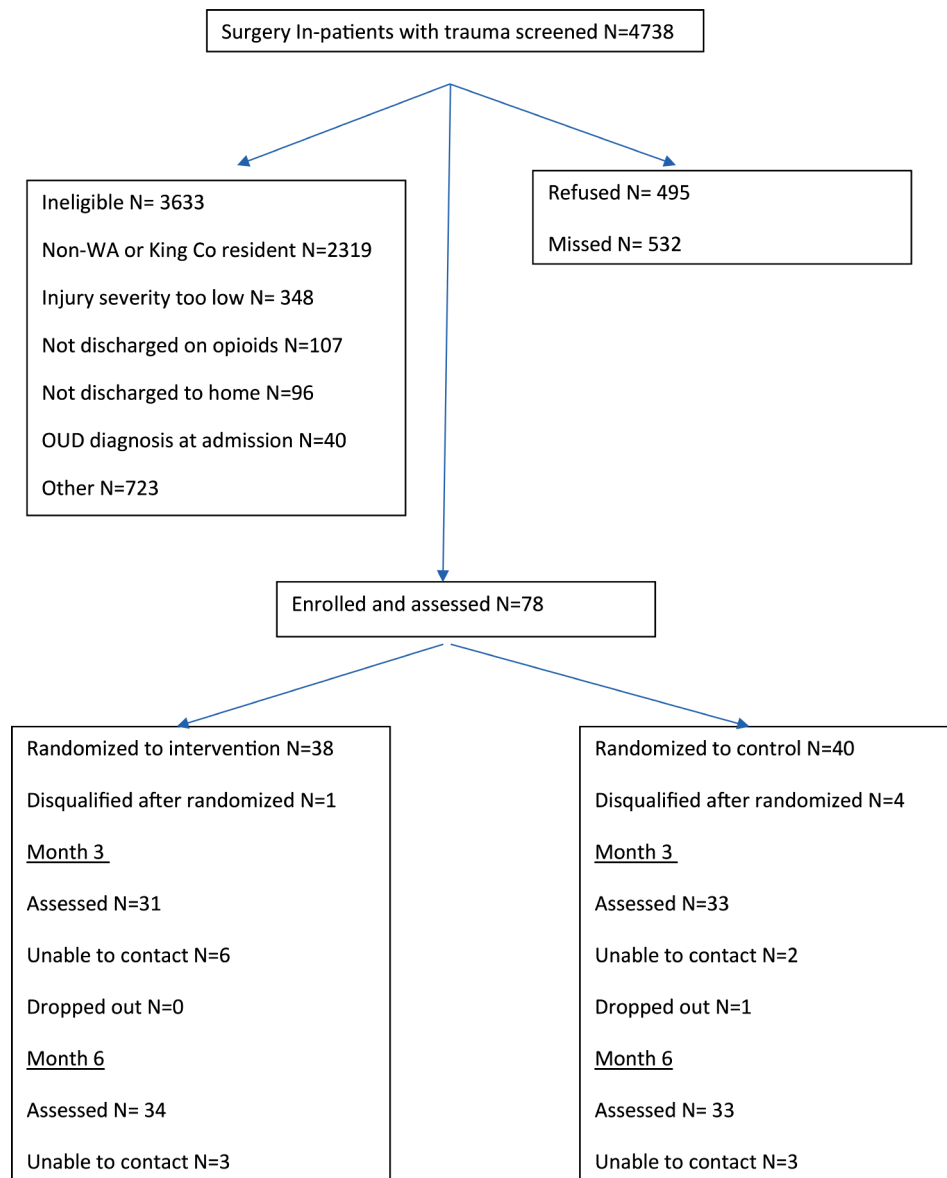 Surgery In-patients with trauma screened N=4738
Ineligible N= 3633
Non-WA or King Co resident N=2319
Injury severity too low N= 348
Not discharged on opioids N=107
Not discharged to home N=96
OUD diagnosis at admission N=40
Other N=723
Refused N= 495
Missed N= 532
Enrolled and assessed N=78
Randomized to intervention N=38
Disqualified after randomized N=1
Month 3
Assessed N=31
Unable to contact N=6
Dropped out N=0
Month 6
Assessed N= 34
Unable to contact N=3
Randomized to control N=40
Disqualified after randomized N=4
Month 3
Assessed N=33
Unable to contact N=2
Dropped out N=1
Month 6
Assessed N= 33
Unable to contact N=3